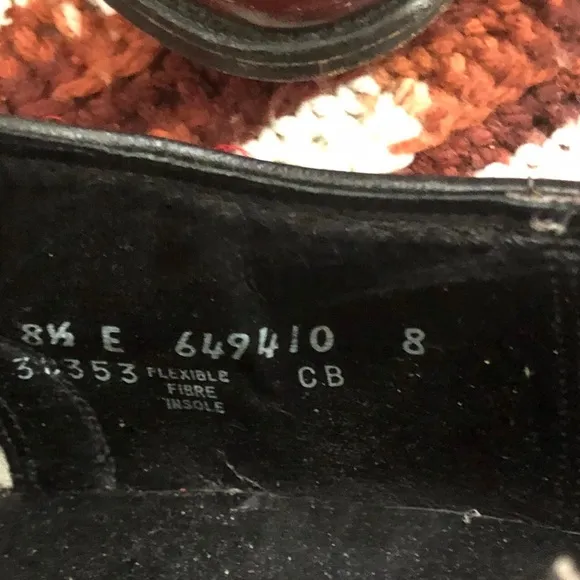 8½ E 649410 8
FLEXIBLE CB
FIBRE
INSOLE